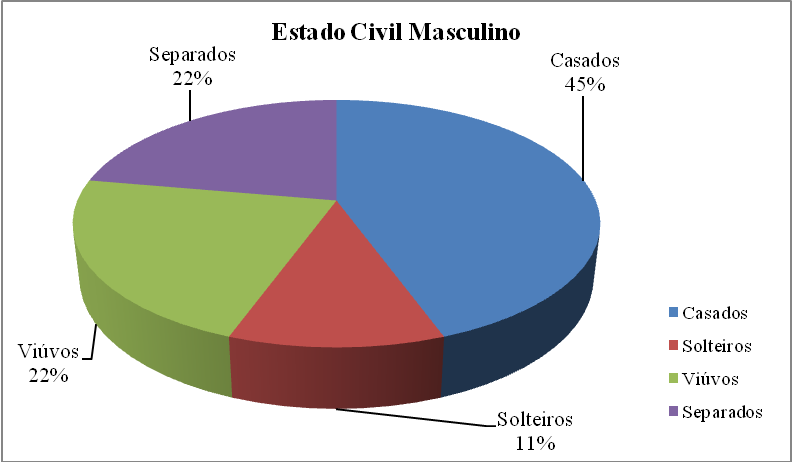 Estado Civil Masculino
Separados
22%
Casados
45%
Viúvos
22%
Solteiros
11%
Casados
Solteiros
Viúvos
Separados